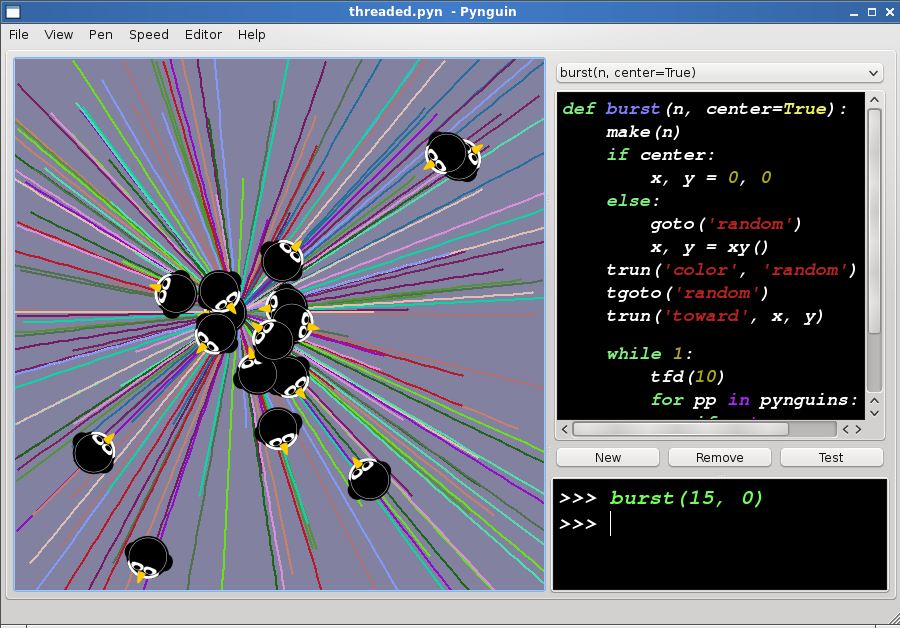 threaded.pyn - Pynguin
File View Pen Speed Editor Help
burst(n, center=True)
def burst(n, center=True):
make(n)
if center:
x, y = 0, 0
else:
goto('random')
x, y = xy()
trun('color', 'random')
tgoto('random')
trun('toward', x, y)
while 1:
tfd(10)
for pp in pynguins:
New Remove Test
>>> burst(15, 0)
>>>